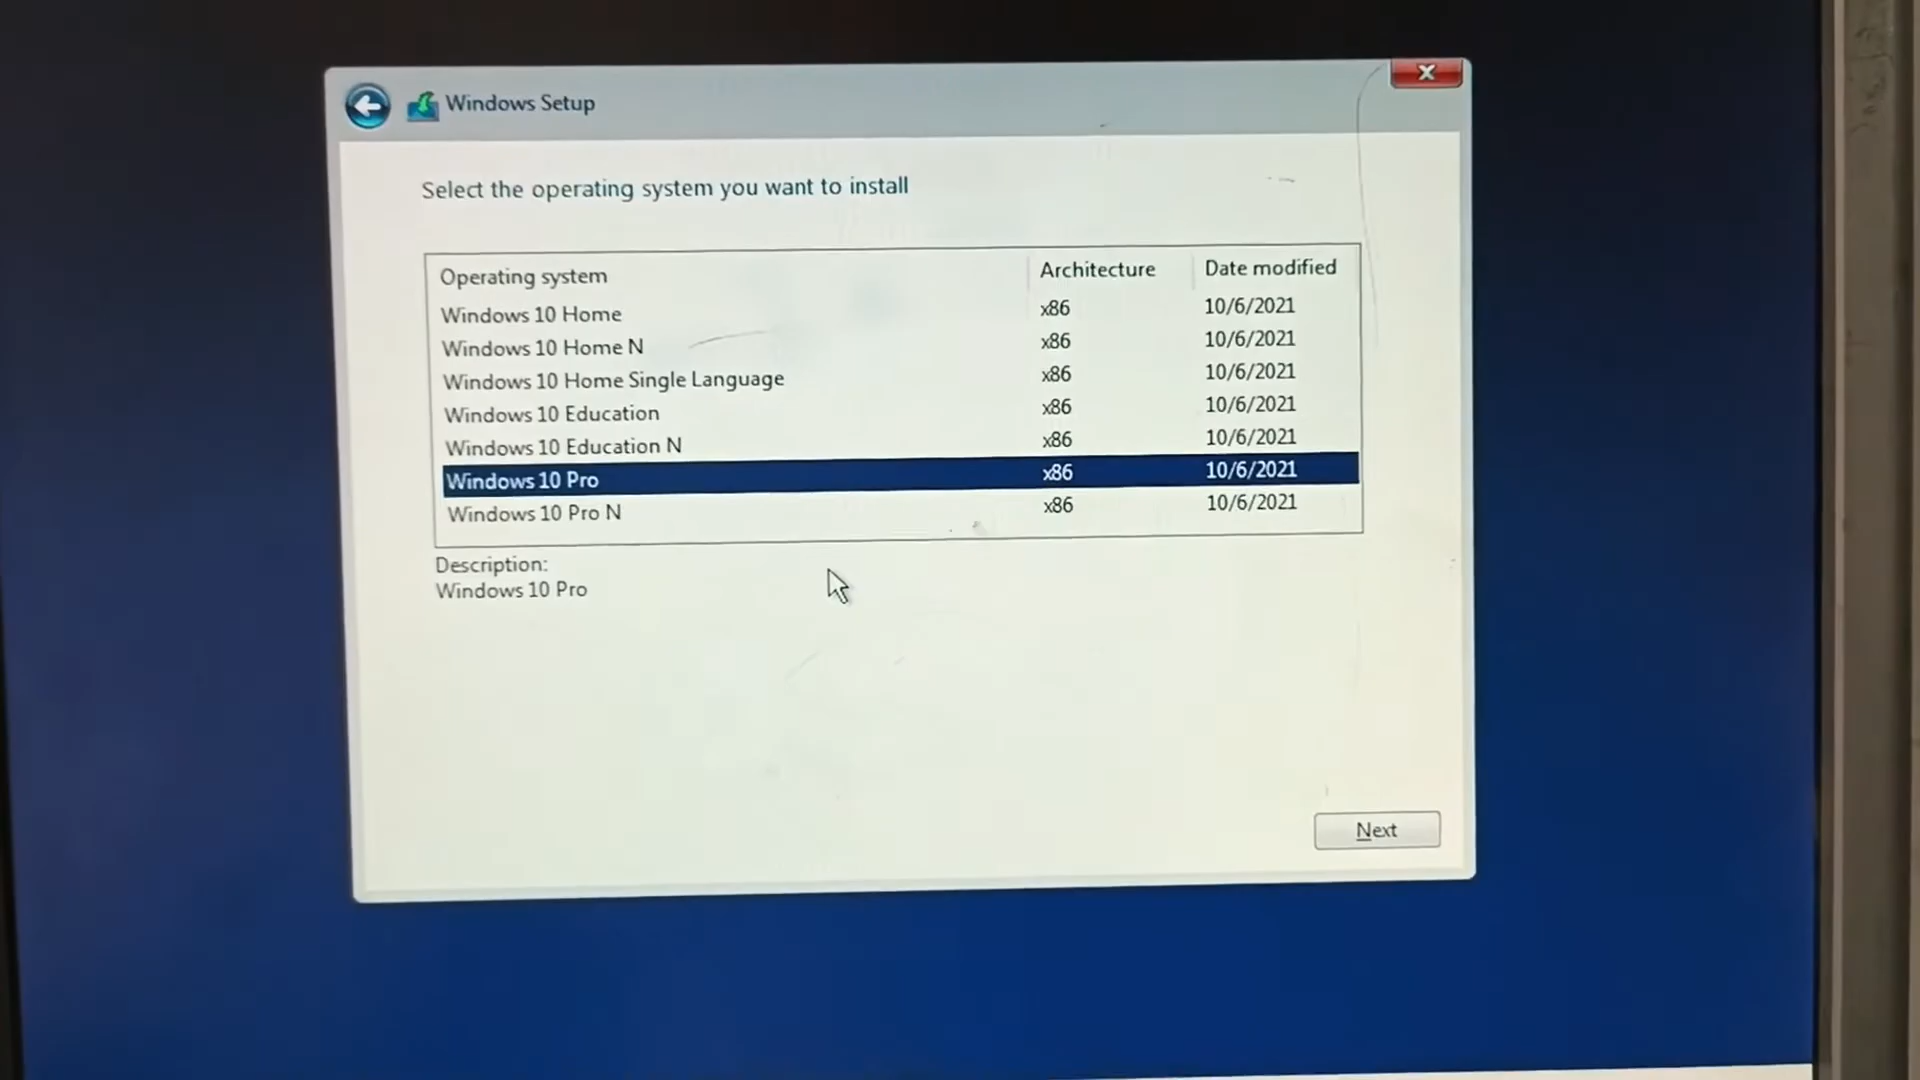 Windows Setup
Select the operating system you want to install
Operating system Architecture Date modified
Windows 10 Home x86 10/6/2021
Windows 10 Home N x86 10/6/2021
Windows 10 Home Single Language x86 10/6/2021
Windows 10 Education x86 10/6/2021
Windows 10 Education N x86 10/6/2021
Windows 10 Pro x86 10/6/2021
Windows 10 Pro N x86 10/6/2021
Description:
Windows 10 Pro
Next